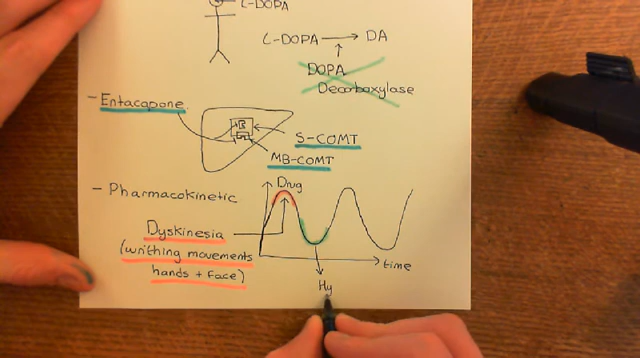 L-DOPA
L-DOPA → DA
DOPA
Decarboxylase
- Entacapone
S-COMT
MB-COMT
- Pharmacokinetic
Drug
Dyskinesia
(writhing movements
hands + face)
time
Hy